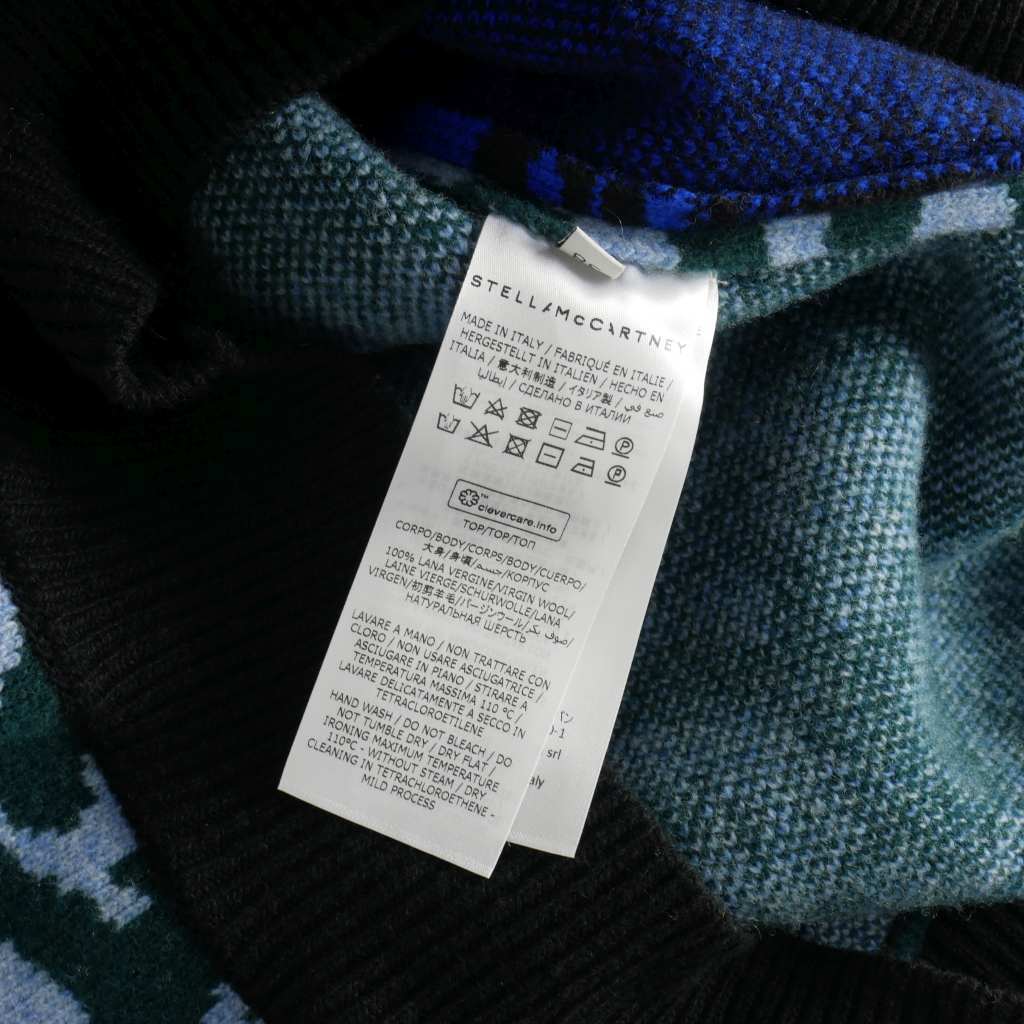 STELLA McCARTNEY
MADE IN ITALY / FABRIQUÉ EN ITALIE /
HERGESTELLT IN ITALIEN / HECHO EN
ITALIA / 意大利制造 / イタリア製 / صنع في
إيطاليا / СДЕЛАНО В ИТАЛИИ
P
P
™
clevercare.info
TOP/TOP/ТОП
CORPO/BODY/CORPS/BODY/CUERPO/
大身/身頃/جسم/КОРПУС
100% LANA VERGINE/VIRGIN WOOL/
LAINE VIERGE/SCHURWOLLE/LANA
VIRGEN/初剪羊毛/バージンウール/صوف بكر/
НАТУРАЛЬНАЯ ШЕРСТЬ
LAVARE A MANO / NON TRATTARE CON
CLORO / NON USARE ASCIUGATRICE /
ASCIUGARE IN PIANO / STIRARE A
TEMPERATURA MASSIMA 110 ºC /
LAVARE DELICATAMENTE A SECCO IN
TETRACLOROETILENE
HAND WASH / DO NOT BLEACH / DO
NOT TUMBLE DRY / DRY FLAT /
IRONING MAXIMUM TEMPERATURE
110ºC - WITHOUT STEAM / DRY
CLEANING IN TETRACHLOROETHENE -
MILD PROCESS
srl